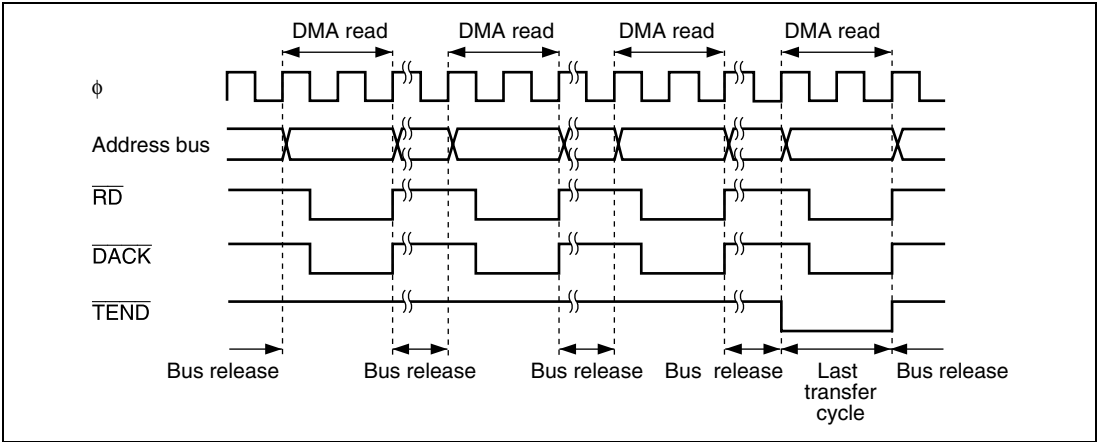 DMA read DMA read DMA read DMA read
ϕ
Address bus
RD
DACK
TEND
Bus release Bus release Bus release Bus release Last transfer cycle Bus release